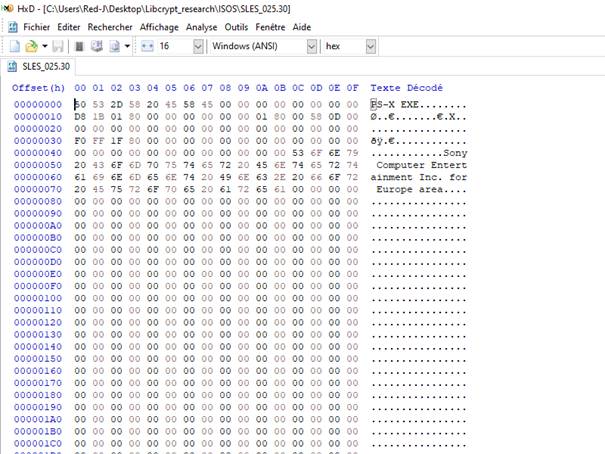 HxD - [C:\Users\Red-J\Desktop\Libcrypt_research\ISOS\SLES_025.30]
Fichier Edition Rechercher Affichage Analyse Outils Fenêtre Aide
16 Windows (ANSI) hex
SLES_025.30
Offset(h) 00 01 02 03 04 05 06 07 08 09 0A 0B 0C 0D 0E 0F Texte Décodé
00000000 50 53 2D 58 20 45 58 45 00 00 00 00 00 00 00 00 PS-X EXE........
00000010 D8 1B 01 80 00 00 00 00 00 00 01 80 00 58 0D 00 Ø..€.......€.X..
00000020 00 00 00 00 00 00 00 00 00 00 00 00 00 00 00 00 ................
00000030 F0 FF 1F 80 00 00 00 00 00 00 00 00 00 00 00 00 ðÿ.€............
00000040 00 00 00 00 00 00 00 00 00 00 00 00 53 6F 6E 79 ............Sony
00000050 20 43 6F 6D 70 75 74 65 72 20 45 6E 74 65 72 74 Computer Entert
00000060 61 69 6E 6D 65 6E 74 20 49 6E 63 2E 20 66 6F 72 ainment Inc. for
00000070 20 45 75 72 6F 70 65 20 61 72 65 61 00 00 00 00 Europe area....
00000080 00 00 00 00 00 00 00 00 00 00 00 00 00 00 00 00 ................
00000090 00 00 00 00 00 00 00 00 00 00 00 00 00 00 00 00 ................
000000A0 00 00 00 00 00 00 00 00 00 00 00 00 00 00 00 00 ................
000000B0 00 00 00 00 00 00 00 00 00 00 00 00 00 00 00 00 ................
000000C0 00 00 00 00 00 00 00 00 00 00 00 00 00 00 00 00 ................
000000D0 00 00 00 00 00 00 00 00 00 00 00 00 00 00 00 00 ................
000000E0 00 00 00 00 00 00 00 00 00 00 00 00 00 00 00 00 ................
000000F0 00 00 00 00 00 00 00 00 00 00 00 00 00 00 00 00 ................
00000100 00 00 00 00 00 00 00 00 00 00 00 00 00 00 00 00 ................
00000110 00 00 00 00 00 00 00 00 00 00 00 00 00 00 00 00 ................
00000120 00 00 00 00 00 00 00 00 00 00 00 00 00 00 00 00 ................
00000130 00 00 00 00 00 00 00 00 00 00 00 00 00 00 00 00 ................
00000140 00 00 00 00 00 00 00 00 00 00 00 00 00 00 00 00 ................
00000150 00 00 00 00 00 00 00 00 00 00 00 00 00 00 00 00 ................
00000160 00 00 00 00 00 00 00 00 00 00 00 00 00 00 00 00 ................
00000170 00 00 00 00 00 00 00 00 00 00 00 00 00 00 00 00 ................
00000180 00 00 00 00 00 00 00 00 00 00 00 00 00 00 00 00 ................
00000190 00 00 00 00 00 00 00 00 00 00 00 00 00 00 00 00 ................
000001A0 00 00 00 00 00 00 00 00 00 00 00 00 00 00 00 00 ................
000001B0 00 00 00 00 00 00 00 00 00 00 00 00 00 00 00 00 ................
000001C0 00 00 00 00 00 00 00 00 00 00 00 00 00 00 00 00 ................